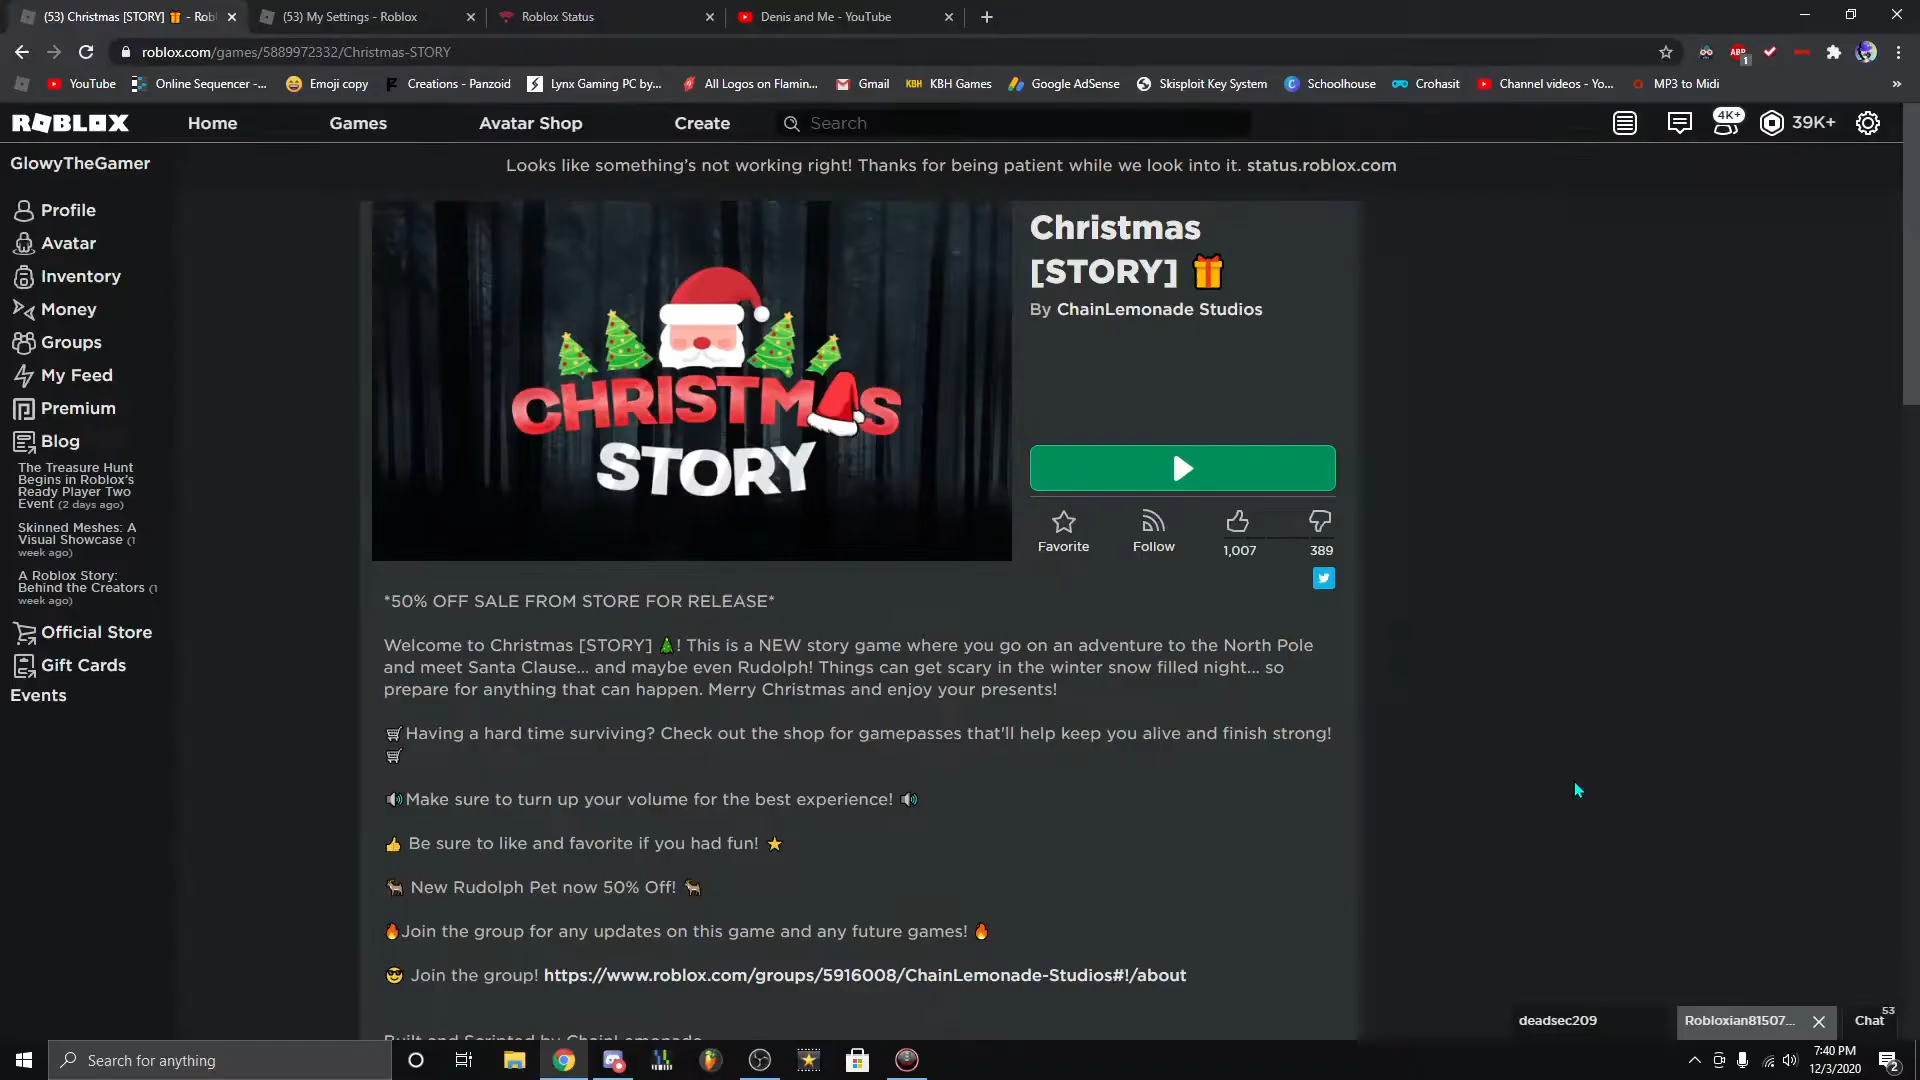 (53) Christmas [STORY] 🎁 - Rob
(53) My Settings - Roblox
Roblox Status
Denis and Me - YouTube
roblox.com/games/5889972332/Christmas-STORY
YouTube
Online Sequencer -...
Emoji copy
Creations - Panzoid
Lynx Gaming PC by...
All Logos on Flamin...
Gmail
KBH Games
Google AdSense
Skisploit Key System
Schoolhouse
Crohasit
Channel videos - Yo...
MP3 to Midi
ROBLOX
Home
Games
Avatar Shop
Create
Search
4K+
39K+
GlowyTheGamer
Looks like something's not working right! Thanks for being patient while we look into it. status.roblox.com
Profile
Avatar
Inventory
Money
Groups
My Feed
Premium
Blog
The Treasure Hunt
Begins in Roblox's
Ready Player Two
Event (2 days ago)
Skinned Meshes: A
Visual Showcase (1
week ago)
A Roblox Story:
Behind the Creators (1
week ago)
Official Store
Gift Cards
Events
CHRISTMAS
STORY
Christmas
[STORY] 🎁
By ChainLemonade Studios
Favorite
Follow
1,007
389
*50% OFF SALE FROM STORE FOR RELEASE*
Welcome to Christmas [STORY] 🎄! This is a NEW story game where you go on an adventure to the North Pole
and meet Santa Clause... and maybe even Rudolph! Things can get scary in the winter snow filled night... so
prepare for anything that can happen. Merry Christmas and enjoy your presents!
🛒Having a hard time surviving? Check out the shop for gamepasses that'll help keep you alive and finish strong!
🛒
🔊Make sure to turn up your volume for the best experience! 🔊
👍 Be sure to like and favorite if you had fun! ⭐
🐐 New Rudolph Pet now 50% Off! 🐐
🔥Join the group for any updates on this game and any future games! 🔥
😎 Join the group! https://www.roblox.com/groups/5916008/ChainLemonade-Studios#!/about
Built and Scripted by ChainLemonade
deadsec209
Robloxian81507...
Chat
53
Search for anything
7:40 PM
12/3/2020
2